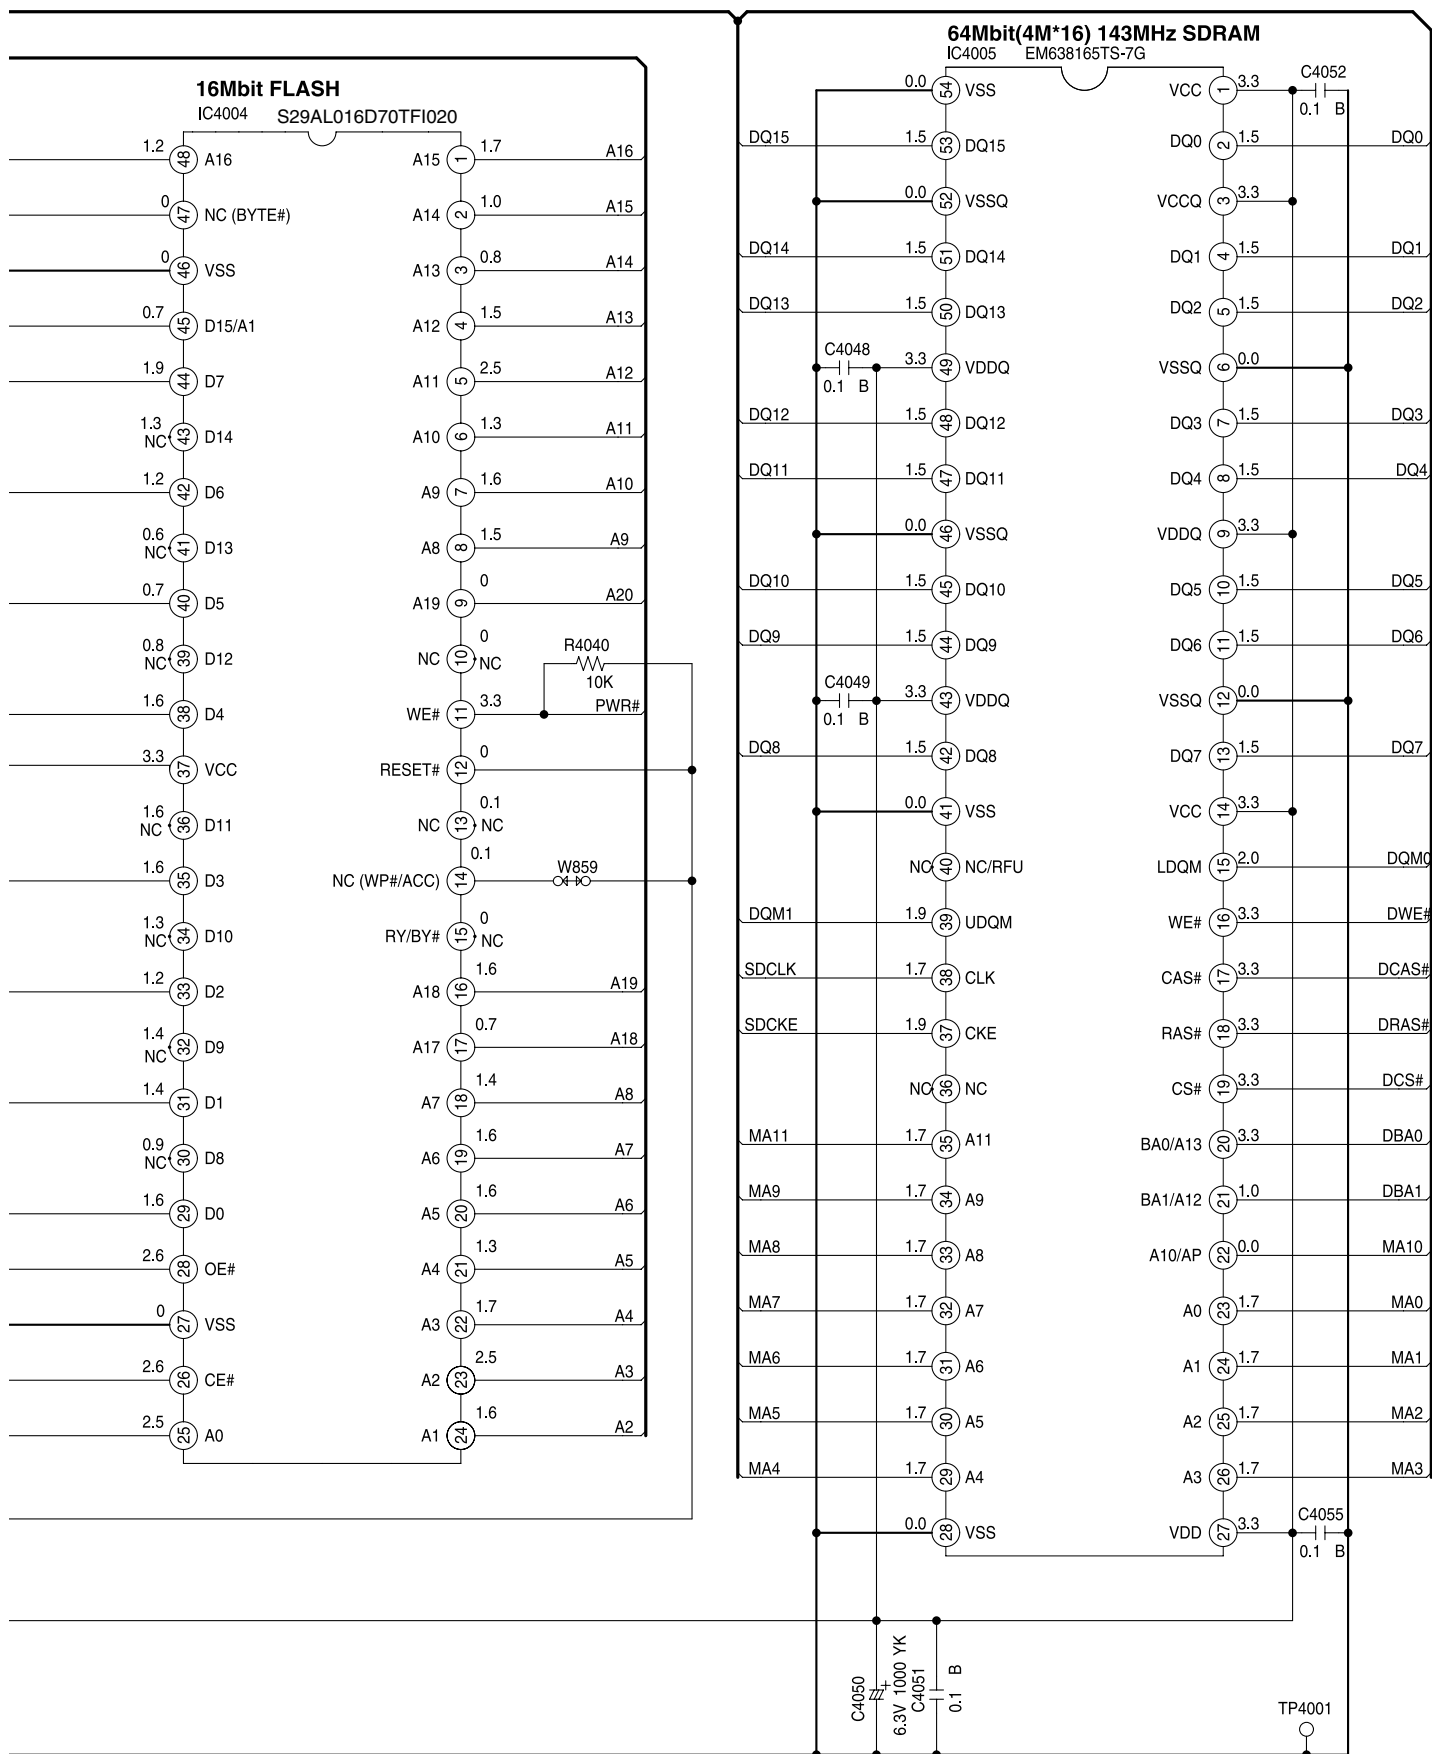 64Mbit(4M*16) 143MHz SDRAM
IC4005 EM638165TS-7G
16Mbit FLASH
IC4004 S29AL016D70TFI020
1.2 48 A16 A15 1 1.7 A16
0 47 NC (BYTE#) A14 2 1.0 A15
0 46 VSS A13 3 0.8 A14
0.7 45 D15/A1 A12 4 1.5 A13
1.9 44 D7 A11 5 2.5 A12
1.3 NC 43 D14 A10 6 1.3 A11
1.2 42 D6 A9 7 1.6 A10
0.6 NC 41 D13 A8 8 1.5 A9
0.7 40 D5 A19 9 0 A20
0.8 NC 39 D12 NC 10 0 NC
R4040
10K
1.6 38 D4 WE# 11 3.3 PWR#
3.3 37 VCC RESET# 12 0
1.6 NC 36 D11 NC 13 0.1 NC
1.6 35 D3 NC (WP#/ACC) 14 0.1 W859
1.3 NC 34 D10 RY/BY# 15 0 NC
1.2 33 D2 A18 16 1.6 A19
1.4 NC 32 D9 A17 17 0.7 A18
1.4 31 D1 A7 18 1.4 A8
0.9 NC 30 D8 A6 19 1.6 A7
1.6 29 D0 A5 20 1.6 A6
2.6 28 OE# A4 21 1.3 A5
0 27 VSS A3 22 1.7 A4
2.6 26 CE# A2 23 2.5 A3
2.5 25 A0 A1 24 1.6 A2
0.0 54 VSS VCC 1 3.3 C4052
0.1 B
DQ15 1.5 53 DQ15 DQ0 2 1.5 DQ0
0.0 52 VSSQ VCCQ 3 3.3
DQ14 1.5 51 DQ14 DQ1 4 1.5 DQ1
DQ13 1.5 50 DQ13 DQ2 5 1.5 DQ2
C4048 3.3 49 VDDQ VSSQ 6 0.0
0.1 B
DQ12 1.5 48 DQ12 DQ3 7 1.5 DQ3
DQ11 1.5 47 DQ11 DQ4 8 1.5 DQ4
0.0 46 VSSQ VDDQ 9 3.3
DQ10 1.5 45 DQ10 DQ5 10 1.5 DQ5
DQ9 1.5 44 DQ9 DQ6 11 1.5 DQ6
C4049 3.3 43 VDDQ VSSQ 12 0.0
0.1 B
DQ8 1.5 42 DQ8 DQ7 13 1.5 DQ7
0.0 41 VSS VCC 14 3.3
NC 40 NC/RFU LDQM 15 2.0 DQM0
DQM1 1.9 39 UDQM WE# 16 3.3 DWE#
SDCLK 1.7 38 CLK CAS# 17 3.3 DCAS#
SDCKE 1.9 37 CKE RAS# 18 3.3 DRAS#
NC 36 NC CS# 19 3.3 DCS#
MA11 1.7 35 A11 BA0/A13 20 3.3 DBA0
MA9 1.7 34 A9 BA1/A12 21 1.0 DBA1
MA8 1.7 33 A8 A10/AP 22 0.0 MA10
MA7 1.7 32 A7 A0 23 1.7 MA0
MA6 1.7 31 A6 A1 24 1.7 MA1
MA5 1.7 30 A5 A2 25 1.7 MA2
MA4 1.7 29 A4 A3 26 1.7 MA3
0.0 28 VSS VDD 27 3.3 C4055
0.1 B
C4050
6.3V 1000 YK
C4051
0.1 B
TP4001